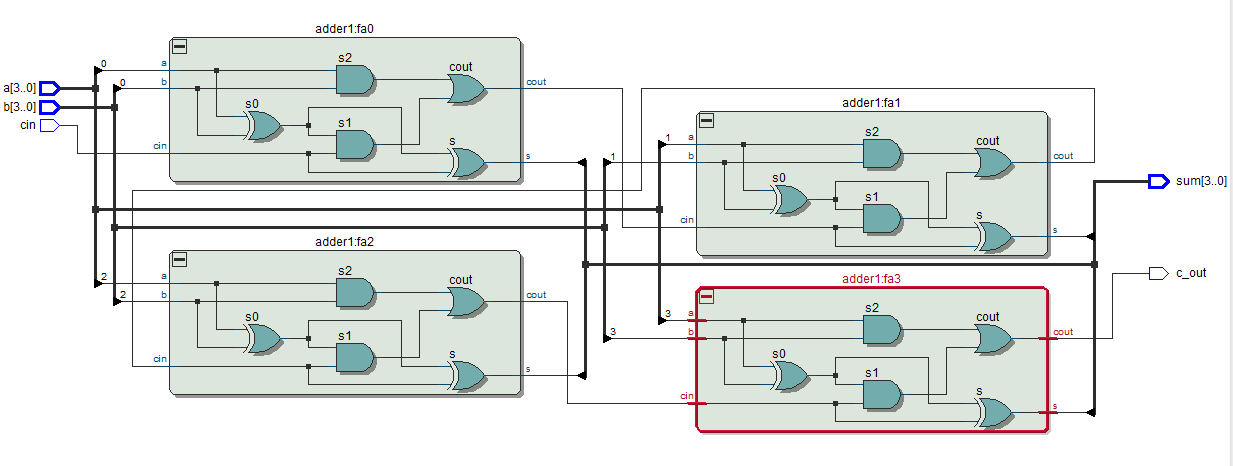 adder1:fa0
0
a
s2
cout
a[3..0]
0
b
cout
b[3..0]
s0
cin
s1
cin
s
s
adder1:fa1
1
a
s2
cout
1
b
cout
s0
sum[3..0]
s1
cin
s
s
adder1:fa2
2
a
s2
cout
2
b
cout
s0
s1
cin
s
s
adder1:fa3
c_out
3
a
s2
cout
3
b
cout
s0
s1
cin
s
s